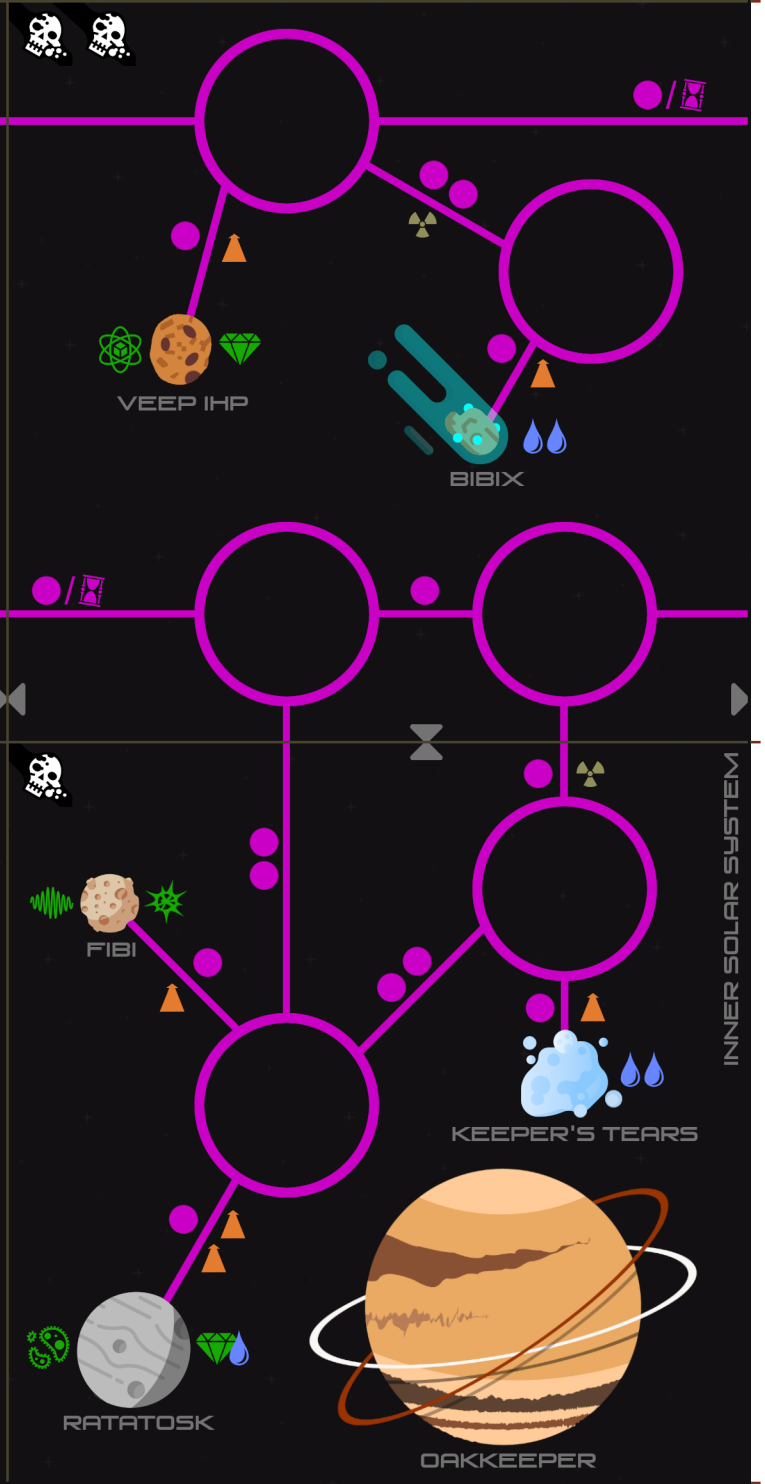 /
VEEP IHP
BIBIX
/
INNER SOLAR SYSTEM
FIBI
KEEPER'S TEARS
RATATOSK
OAKKEEPER